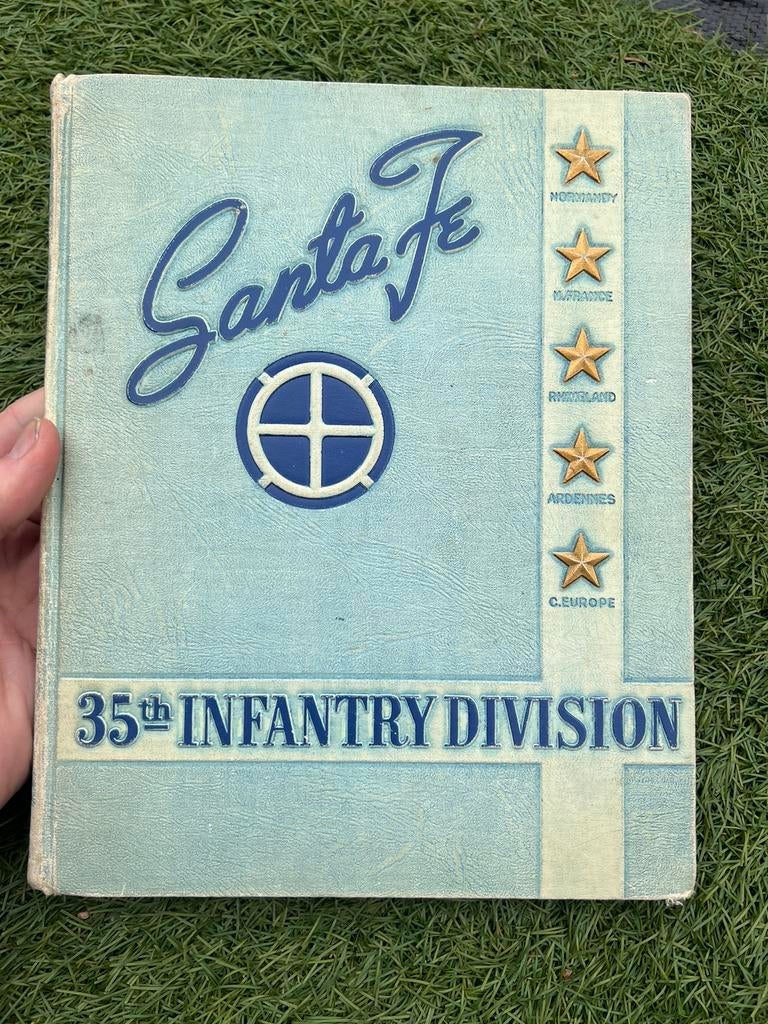 Santa Fe
NORMANDY
N.FRANCE
RHINELAND
ARDENNES
C.EUROPE
35th INFANTRY DIVISION